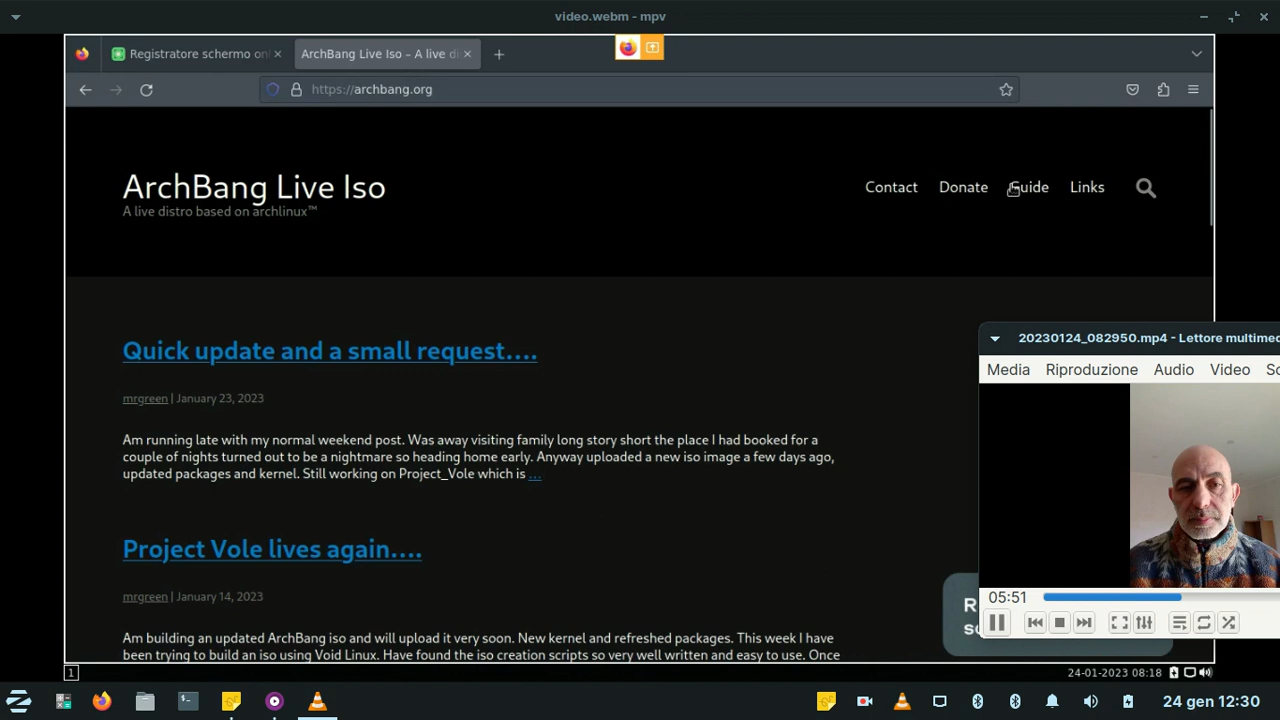 video.webm - mpv
Registratore schermo on
ArchBang Live Iso – A live di
https://archbang.org
ArchBang Live Iso
A live distro based on archlinux™
Contact
Donate
Guide
Links
Quick update and a small request....
mrgreen | January 23, 2023
Am running late with my normal weekend post. Was away visiting family long story short the place I had booked for a
couple of nights turned out to be a nightmare so heading home early. Anyway uploaded a new iso image a few days ago,
updated packages and kernel. Still working on Project_Vole which is ...
Project Vole lives again....
mrgreen | January 14, 2023
Am building an updated ArchBang iso and will upload it very soon. New kernel and refreshed packages. This week I have
been trying to build an iso using Void Linux. Have found the iso creation scripts so very well written and easy to use. Once
20230124_082950.mp4 - Lettore multimed
Media
Riproduzione
Audio
Video
05:51
1
24-01-2023 08:18
24 gen 12:30